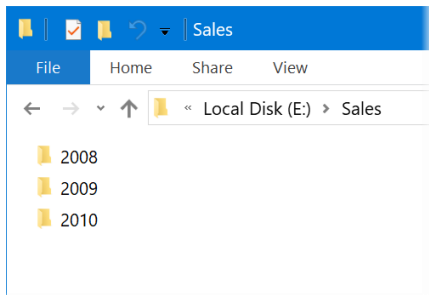 Sales
File Home Share View
« Local Disk (E:) > Sales
2008
2009
2010